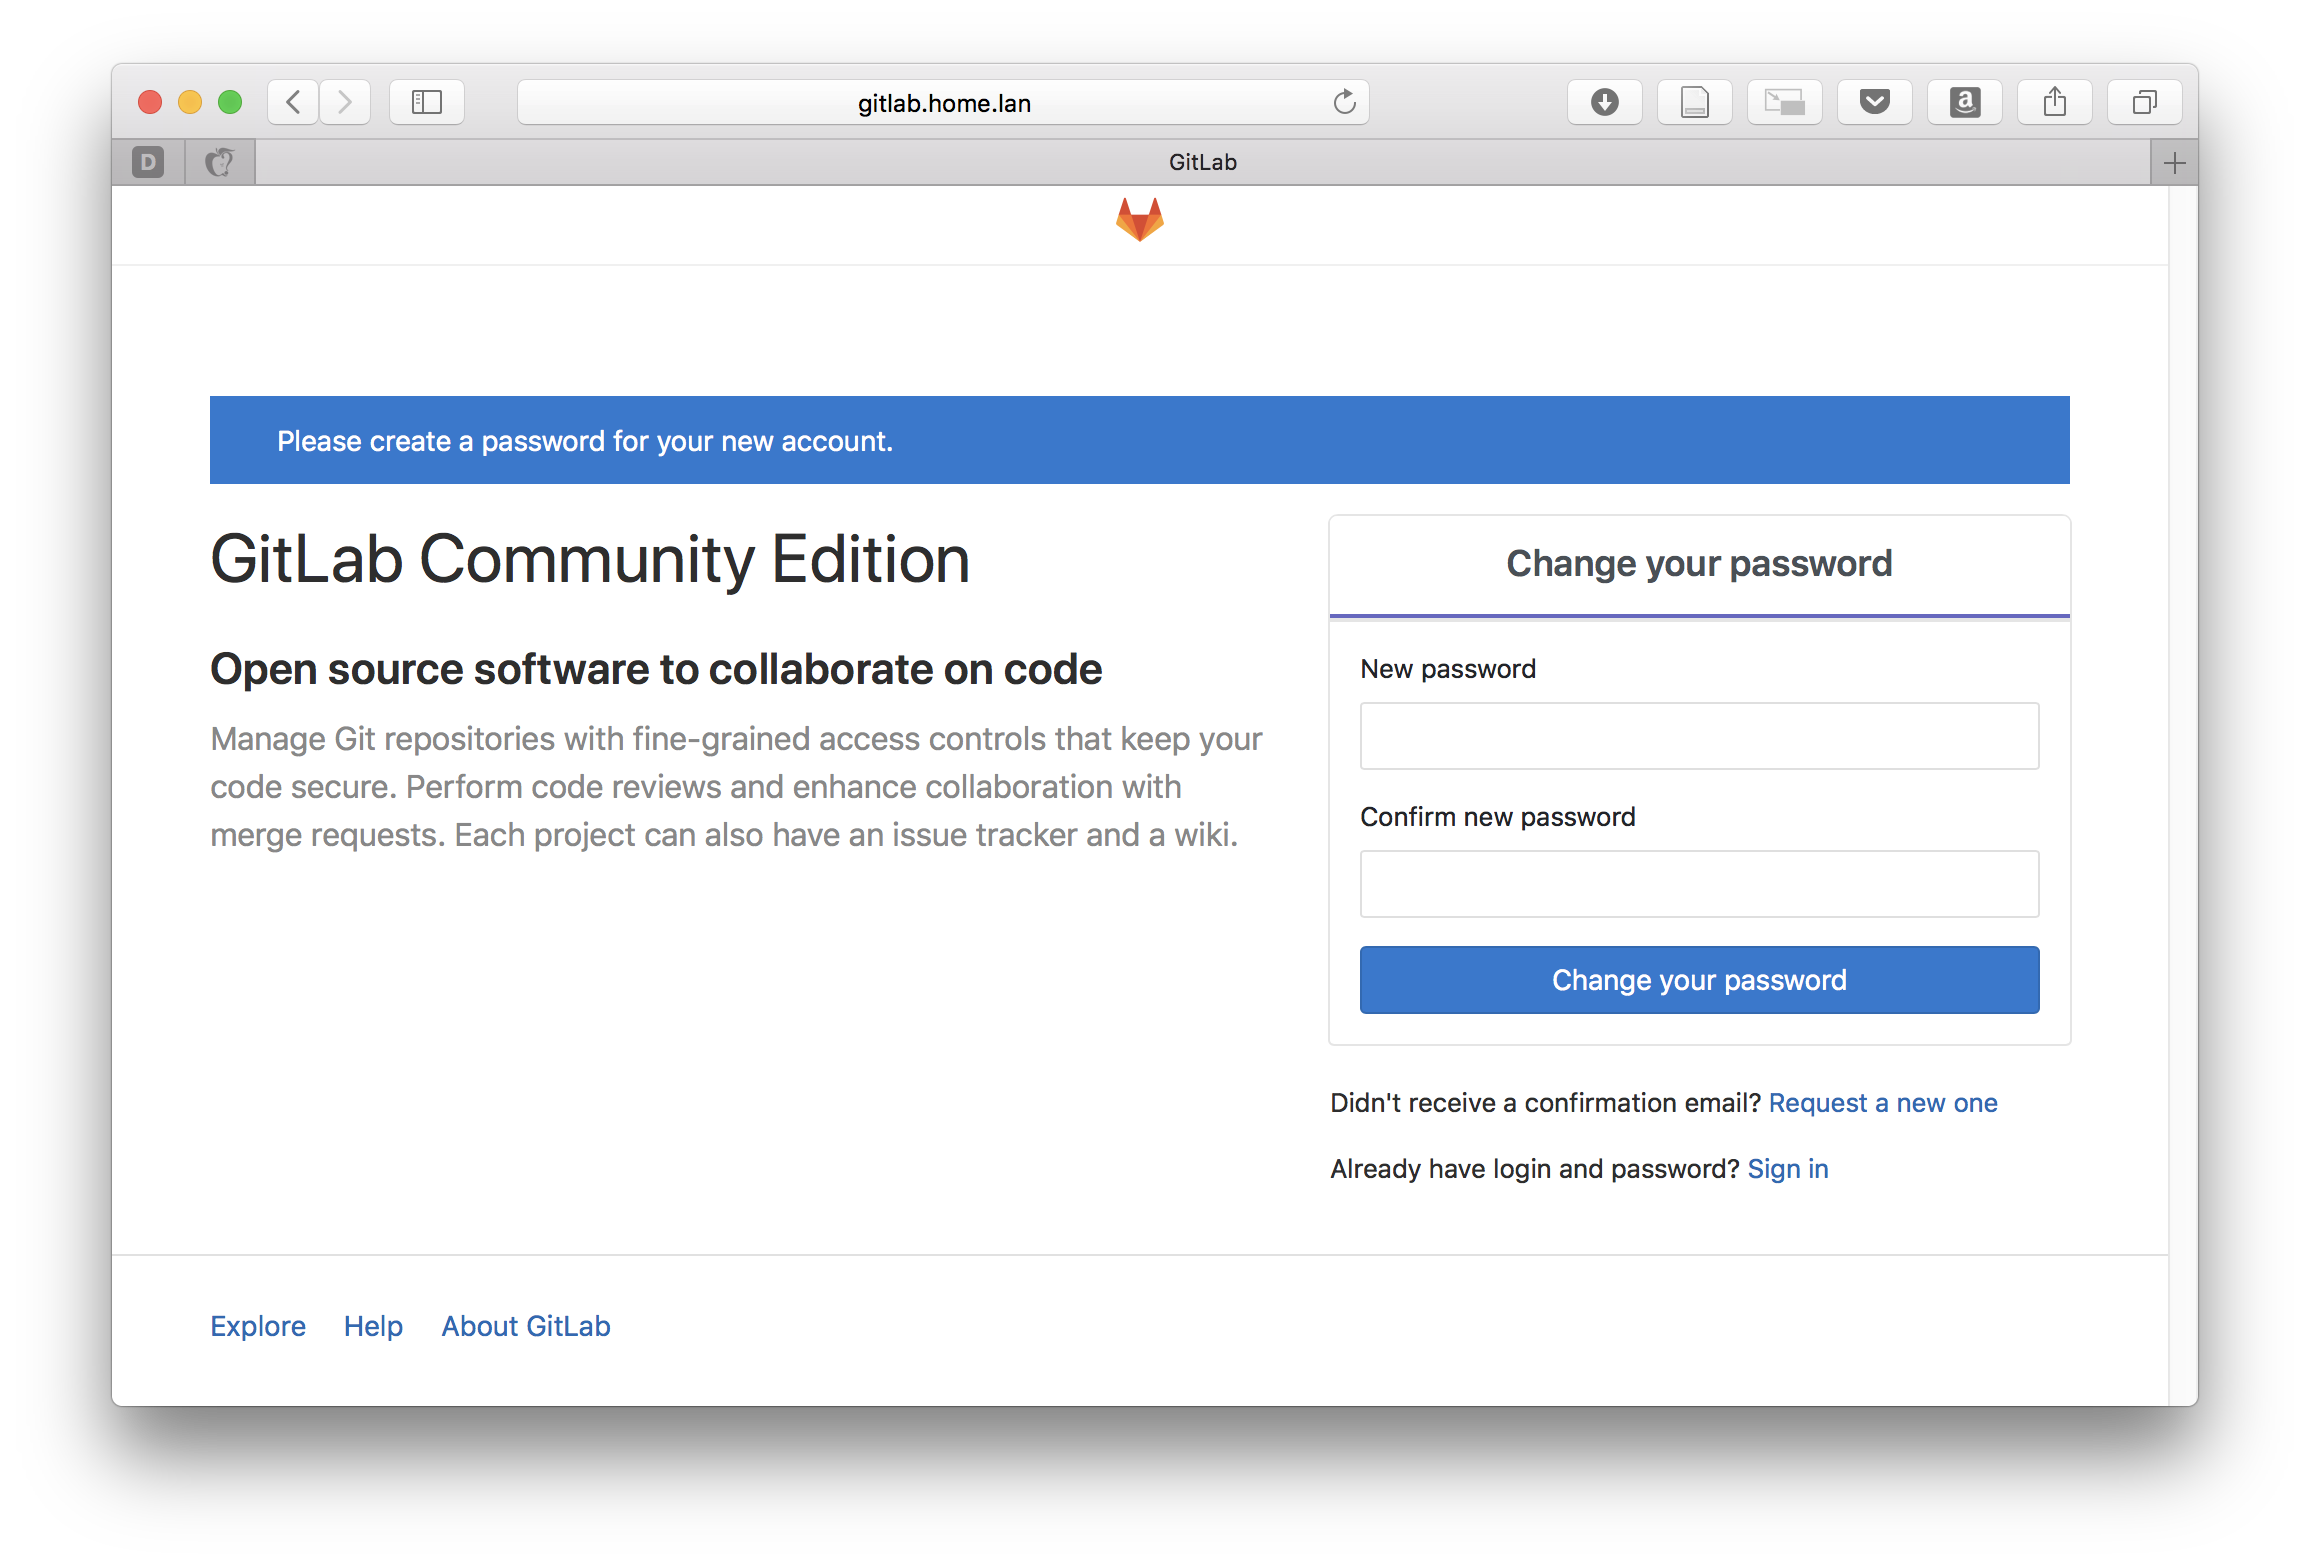 gitlab.home.lan
D
a
GitLab
Please create a password for your new account.
GitLab Community Edition
Open source software to collaborate on code
Manage Git repositories with fine-grained access controls that keep your
code secure. Perform code reviews and enhance collaboration with
merge requests. Each project can also have an issue tracker and a wiki.
Change your password
New password
Confirm new password
Change your password
Didn't receive a confirmation email? Request a new one
Already have login and password? Sign in
Explore Help About GitLab